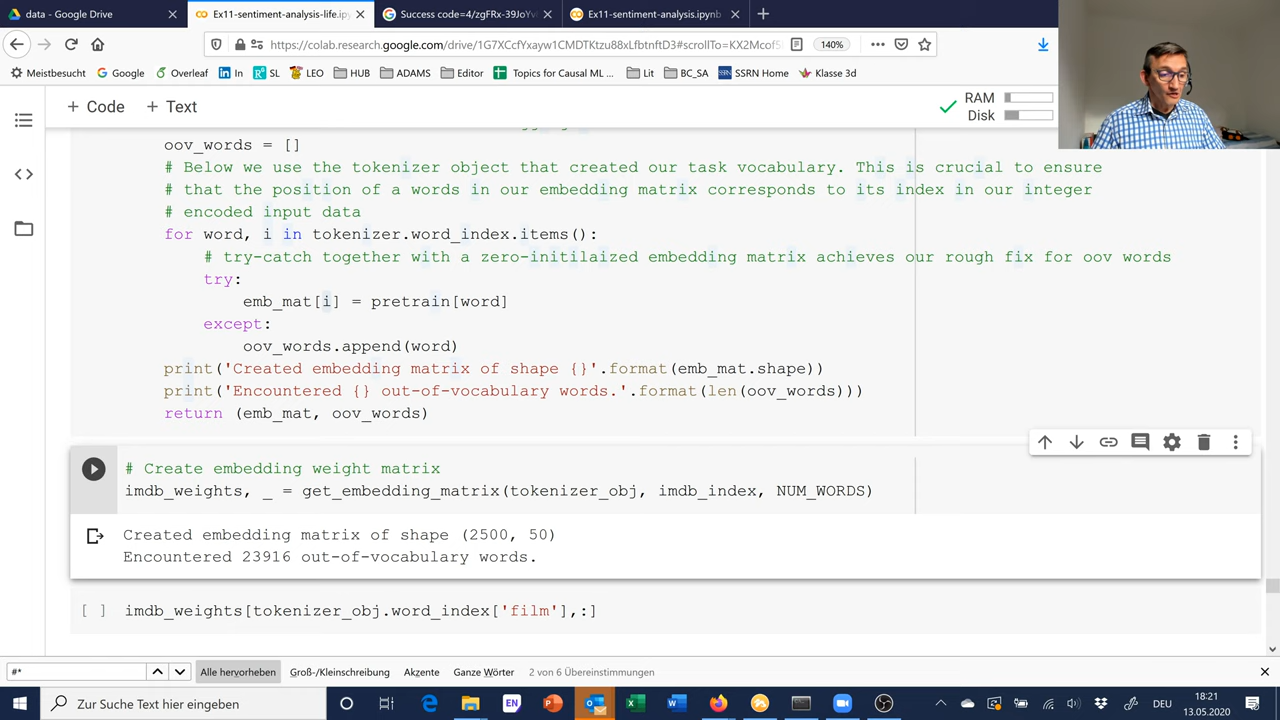 data - Google Drive
Ex11-sentiment-analysis-life.ipy
Success code=4/zgFRx-39JoYv
Ex11-sentiment-analysis.ipynb
https://colab.research.google.com/drive/1G7XCcfYxayw1CMDTKtzu88xLfbtnftD3#scrollTo=KX2Mcof5
140%
Meistbesucht
Google
Overleaf
In
SL
LEO
HUB
ADAMS
Editor
Topics for Causal ML ...
Lit
BC_SA
SSRN Home
Klasse 3d
+ Code
+ Text
RAM
Disk
oov_words = []
# Below we use the tokenizer object that created our task vocabulary. This is crucial to ensure
# that the position of a words in our embedding matrix corresponds to its index in our integer
# encoded input data
for word, i in tokenizer.word_index.items():
# try-catch together with a zero-initilaized embedding matrix achieves our rough fix for oov words
try:
emb_mat[i] = pretrain[word]
except:
oov_words.append(word)
print('Created embedding matrix of shape {}'.format(emb_mat.shape))
print('Encountered {} out-of-vocabulary words.'.format(len(oov_words)))
return (emb_mat, oov_words)
# Create embedding weight matrix
imdb_weights, _ = get_embedding_matrix(tokenizer_obj, imdb_index, NUM_WORDS)
Created embedding matrix of shape (2500, 50)
Encountered 23916 out-of-vocabulary words.
[ ] imdb_weights[tokenizer_obj.word_index['film'],:]
#*
Alle hervorheben
Groß-/Kleinschreibung
Akzente
Ganze Wörter
2 von 6 Übereinstimmungen
Zur Suche Text hier eingeben
EN
DEU
18:21
13.05.2020